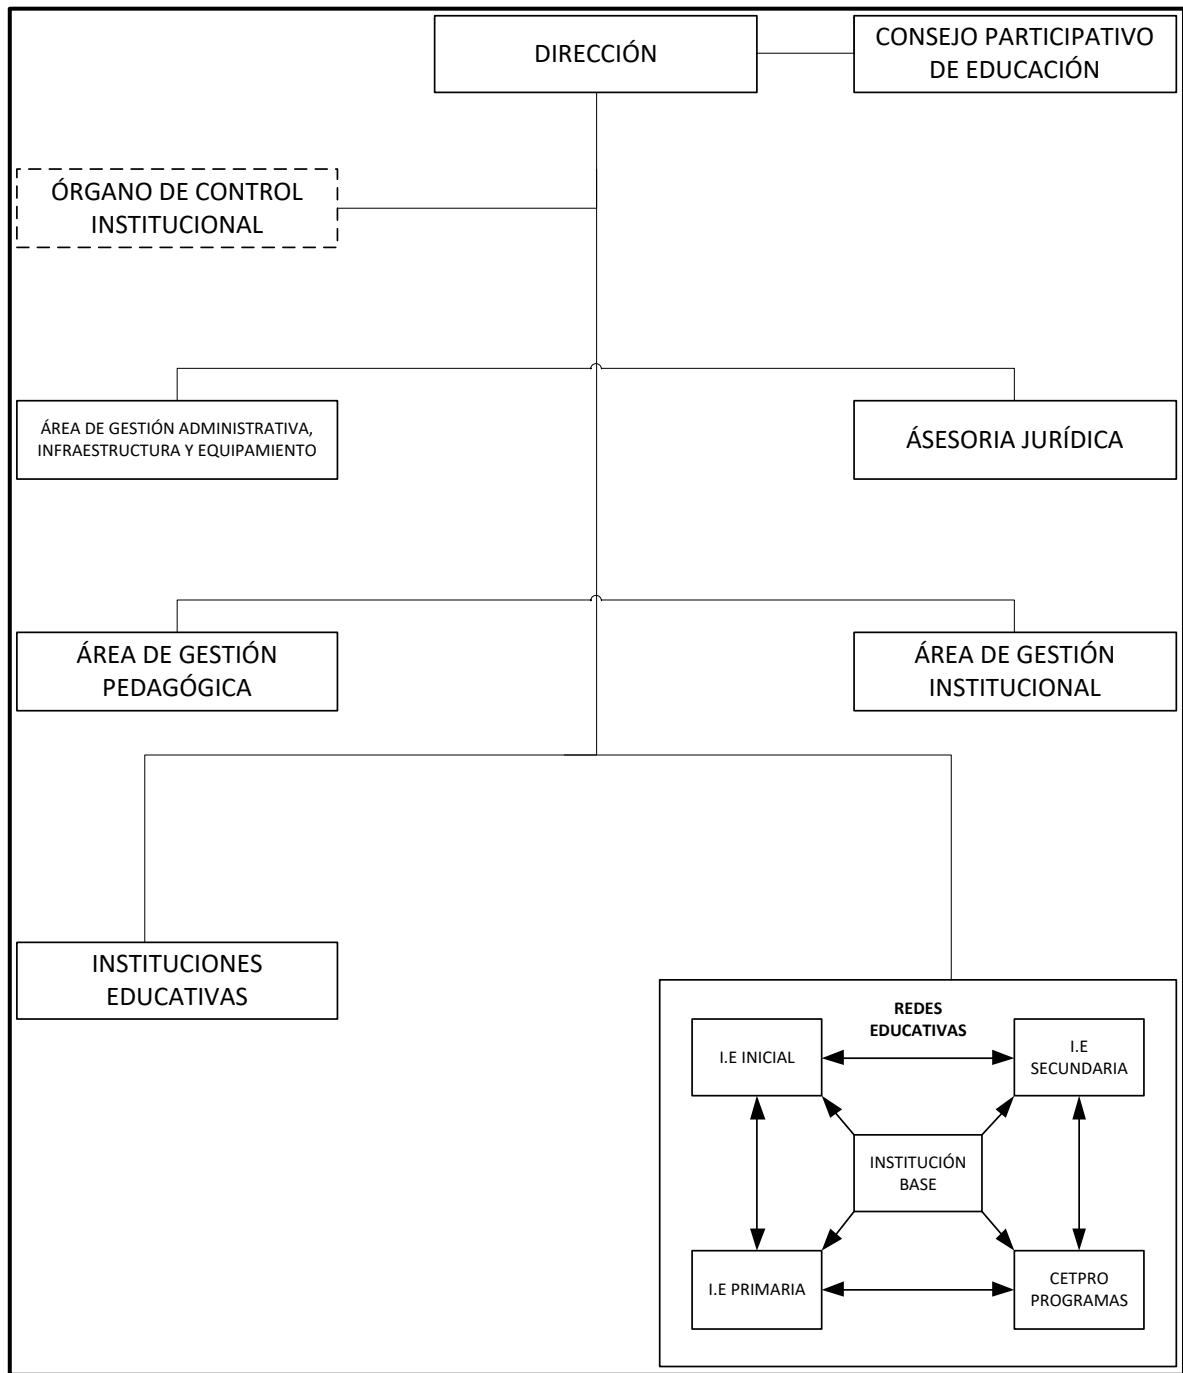 DIRECCIÓN
CONSEJO PARTICIPATIVO
DE EDUCACIÓN
ÓRGANO DE CONTROL
INSTITUCIONAL
ÁREA DE GESTIÓN ADMINISTRATIVA,
INFRAESTRUCTURA Y EQUIPAMIENTO
ÁSESORIA JURÍDICA
ÁREA DE GESTIÓN
PEDAGÓGICA
ÁREA DE GESTIÓN
INSTITUCIONAL
INSTITUCIONES
EDUCATIVAS
REDES
EDUCATIVAS
I.E INICIAL
I.E
SECUNDARIA
INSTITUCIÓN
BASE
I.E PRIMARIA
CETPRO
PROGRAMAS